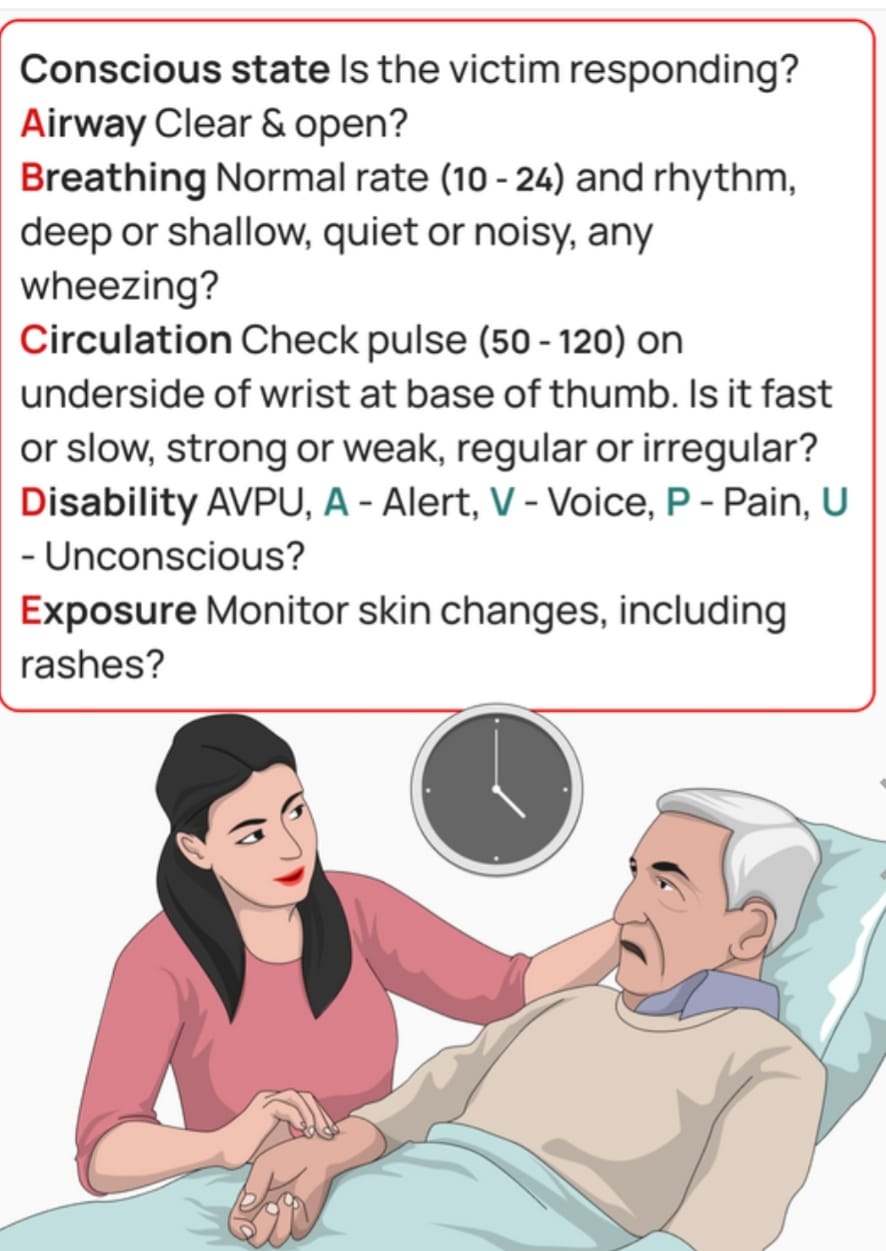 Conscious state Is the victim responding?
Airway Clear & open?
Breathing Normal rate (10 - 24) and rhythm,
deep or shallow, quiet or noisy, any
wheezing?
Circulation Check pulse (50 - 120) on
underside of wrist at base of thumb. Is it fast
or slow, strong or weak, regular or irregular?
Disability AVPU, A - Alert, V - Voice, P - Pain, U
- Unconscious?
Exposure Monitor skin changes, including
rashes?